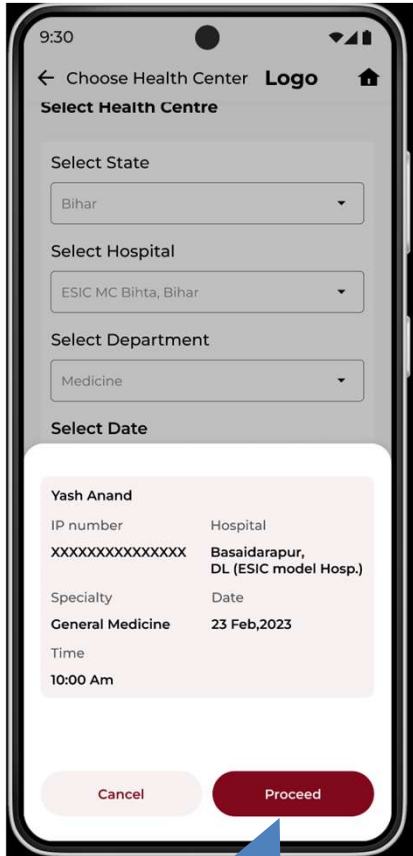 9:30
Choose Health Center Logo
Select Health Centre
Select State
Bihar
Select Hospital
ESIC MC Bihta, Bihar
Select Department
Medicine
Select Date
Yash Anand
IP number Hospital
XXXXXXXXXXXXXXX Basaidarapur,
DL (ESIC model Hosp.)
Specialty Date
General Medicine 23 Feb,2023
Time
10:00 Am
Cancel Proceed